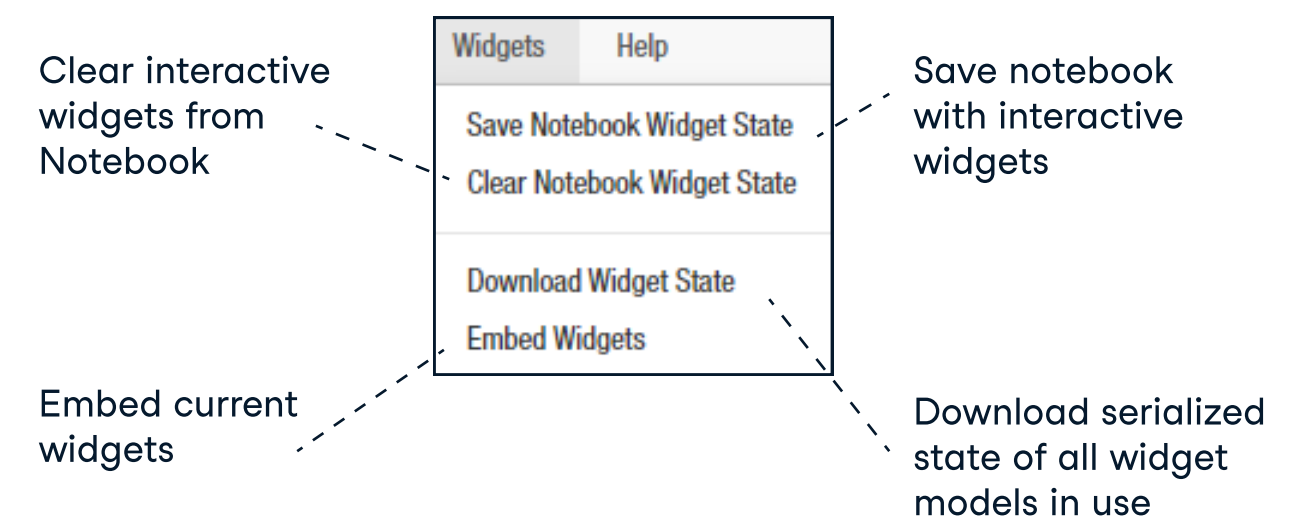 Widgets Help
Save Notebook Widget State
Clear Notebook Widget State
Download Widget State
Embed Widgets
Clear interactive
widgets from
Notebook
Save notebook
with interactive
widgets
Embed current
widgets
Download serialized
state of all widget
models in use